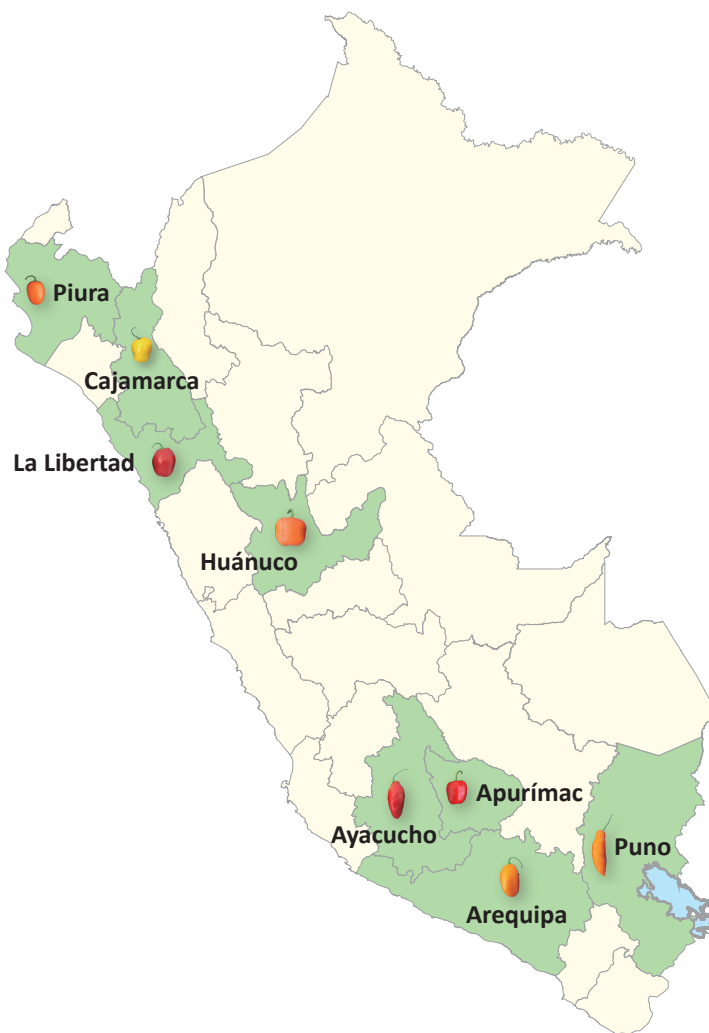 Piura
Cajamarca
La Libertad
Huánuco
Apurímac
Ayacucho
Puno
Arequipa